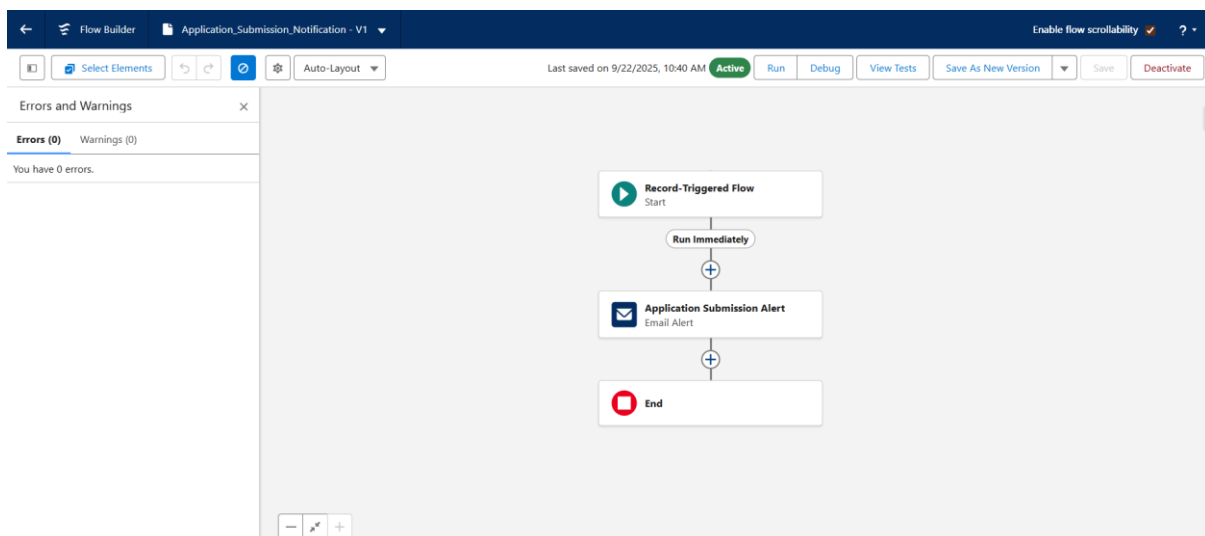 Flow Builder Application_Submission_Notification - V1 Enable flow scrollability ?
Select Elements Auto-Layout Last saved on 9/22/2025, 10:40 AM Active Run Debug View Tests Save As New Version Save Deactivate
Errors and Warnings
Errors (0) Warnings (0)
You have 0 errors.
Record-Triggered Flow
Start
Run Immediately
Application Submission Alert
Email Alert
End